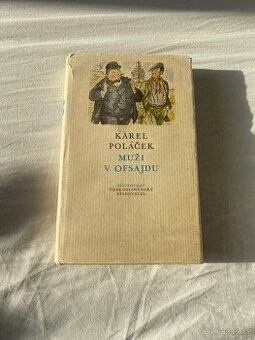 KAREL
POLÁČEK
MUŽI
V OFSAJDU
ČESKOSLOVENSKÝ
SPISOVATEL